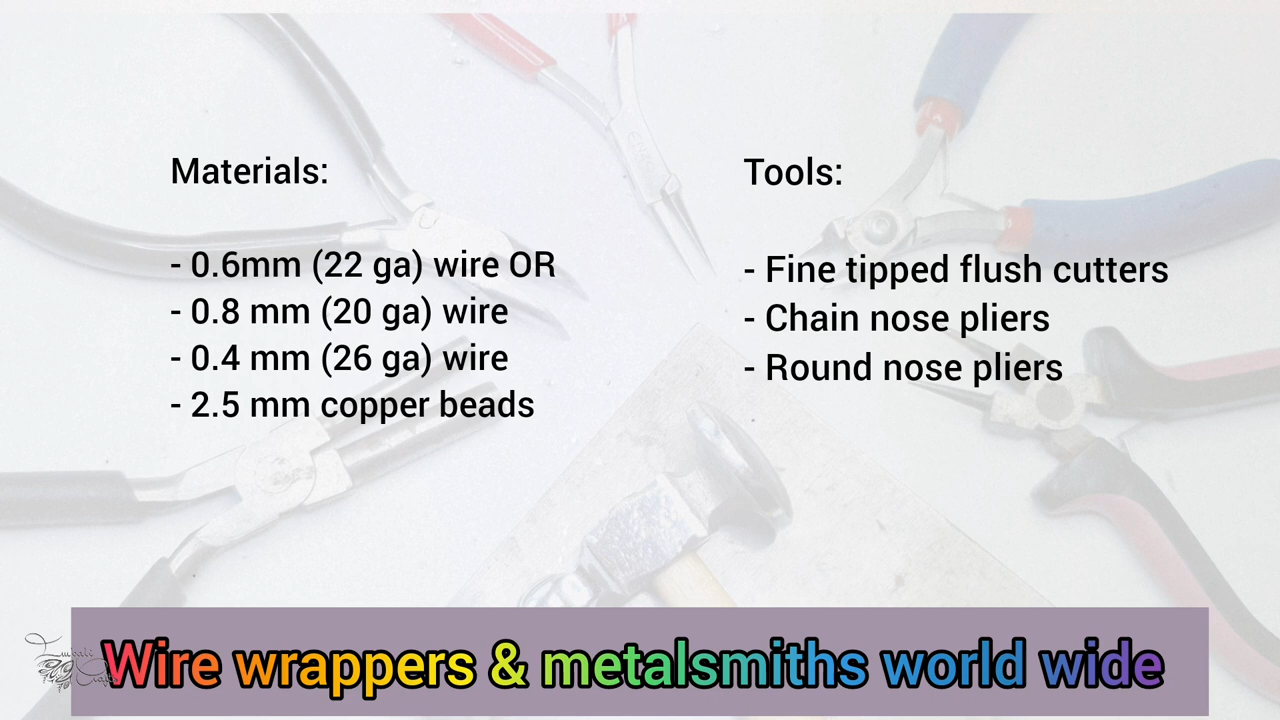 Materials:
- 0.6mm (22 ga) wire OR
- 0.8 mm (20 ga) wire
- 0.4 mm (26 ga) wire
- 2.5 mm copper beads
Tools:
- Fine tipped flush cutters
- Chain nose pliers
- Round nose pliers
Wire wrappers & metalsmiths world wide